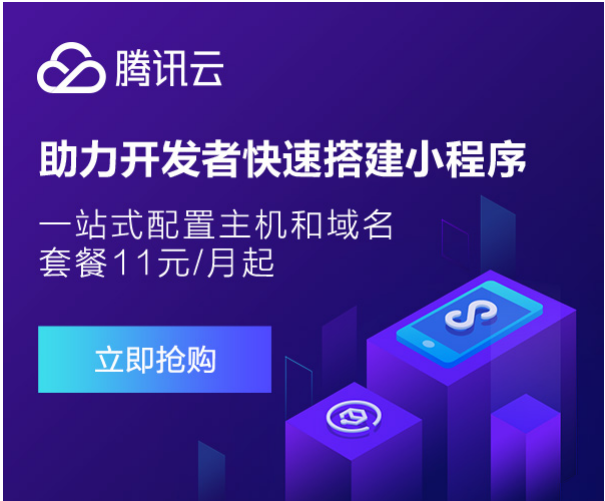 腾讯云
助力开发者快速搭建小程序
一站式配置主机和域名
套餐11元/月起
立即抢购